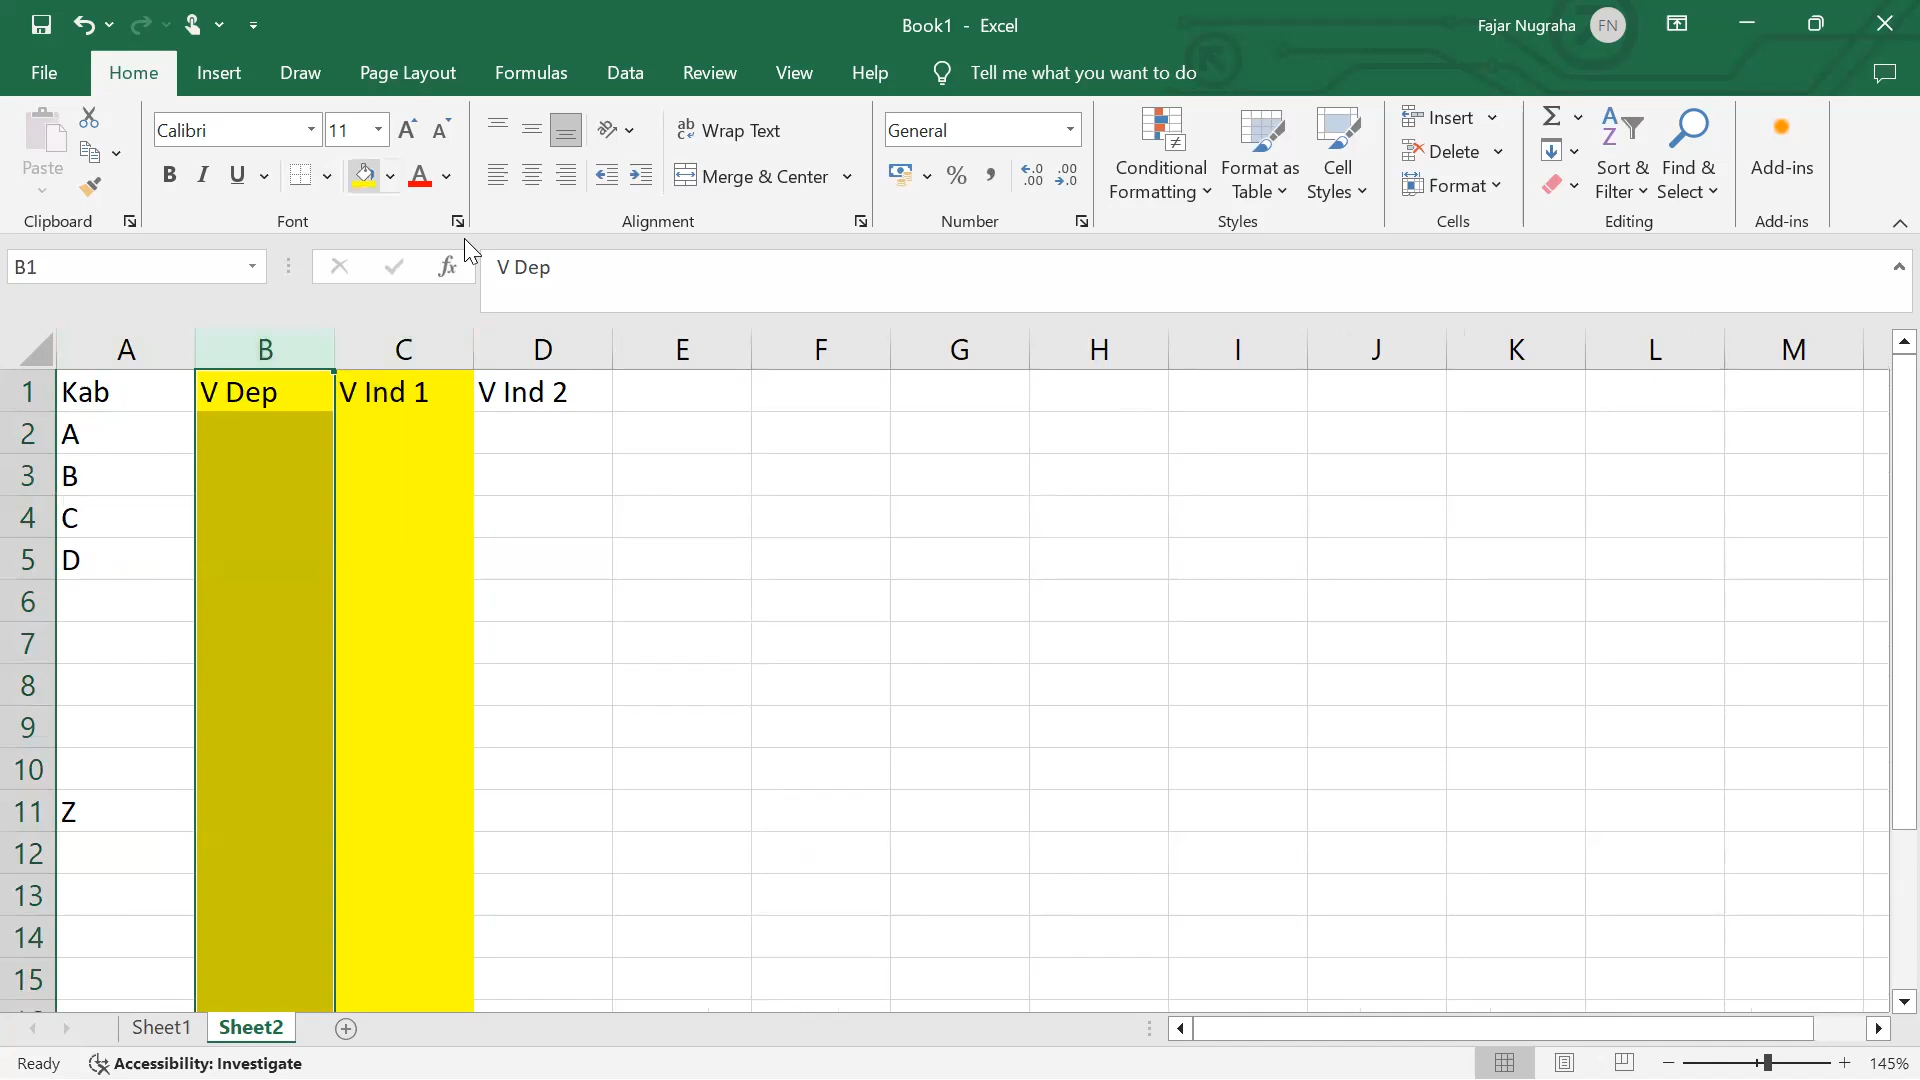 Book1 - Excel
Fajar Nugraha FN
File Home Insert Draw Page Layout Formulas Data Review View Help Tell me what you want to do
Paste
Clipboard
Calibri 11
B I U A
Font
ab Wrap Text
Merge & Center
Alignment
General
% ,
Number
Conditional Formatting
Format as Table
Cell Styles
Styles
Insert
Delete
Format
Cells
Sort & Filter
Find & Select
Editing
Add-ins
Add-ins
B1 fx V Dep
A B C D E F G H I J K L M
1 Kab V Dep V Ind 1 V Ind 2
2 A
3 B
4 C
5 D
6
7
8
9
10
11 Z
12
13
14
15
Sheet1 Sheet2
Ready Accessibility: Investigate 145%